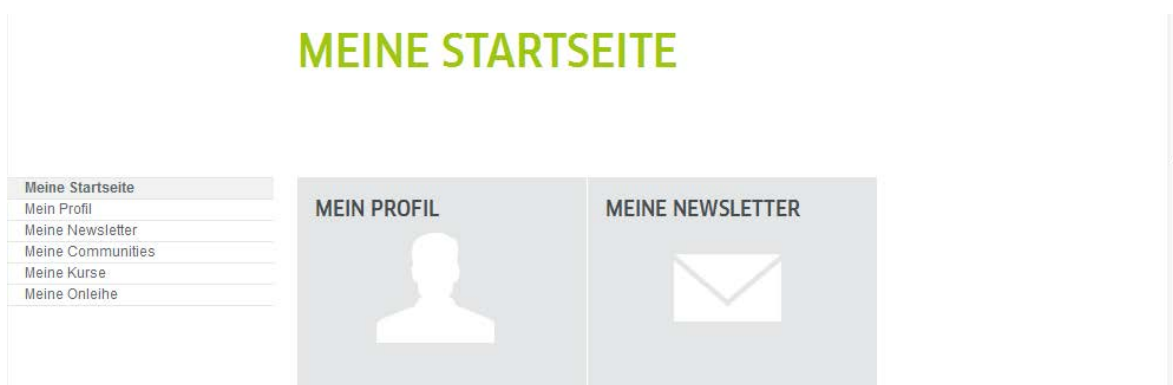 MEINE STARTSEITE
Meine Startseite
Mein Profil
Meine Newsletter
Meine Communities
Meine Kurse
Meine Onleihe
MEIN PROFIL
MEINE NEWSLETTER